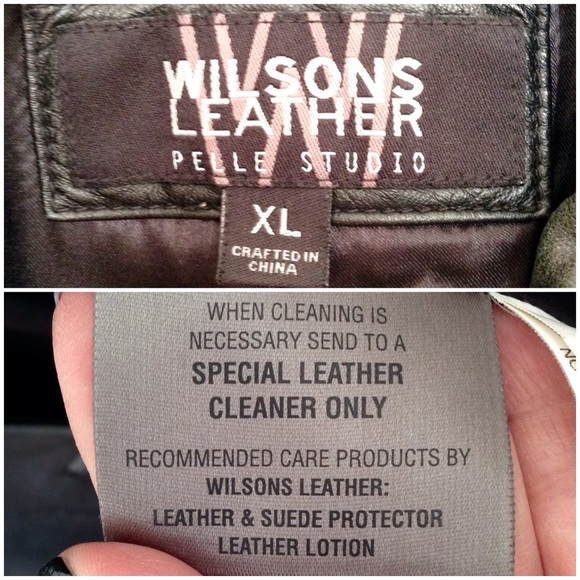 WILSONS
LEATHER
PELLE STUDIO
XL
CRAFTED IN
CHINA
WHEN CLEANING IS
NECESSARY SEND TO A
SPECIAL LEATHER
CLEANER ONLY
RECOMMENDED CARE PRODUCTS BY
WILSONS LEATHER:
LEATHER & SUEDE PROTECTOR
LEATHER LOTION